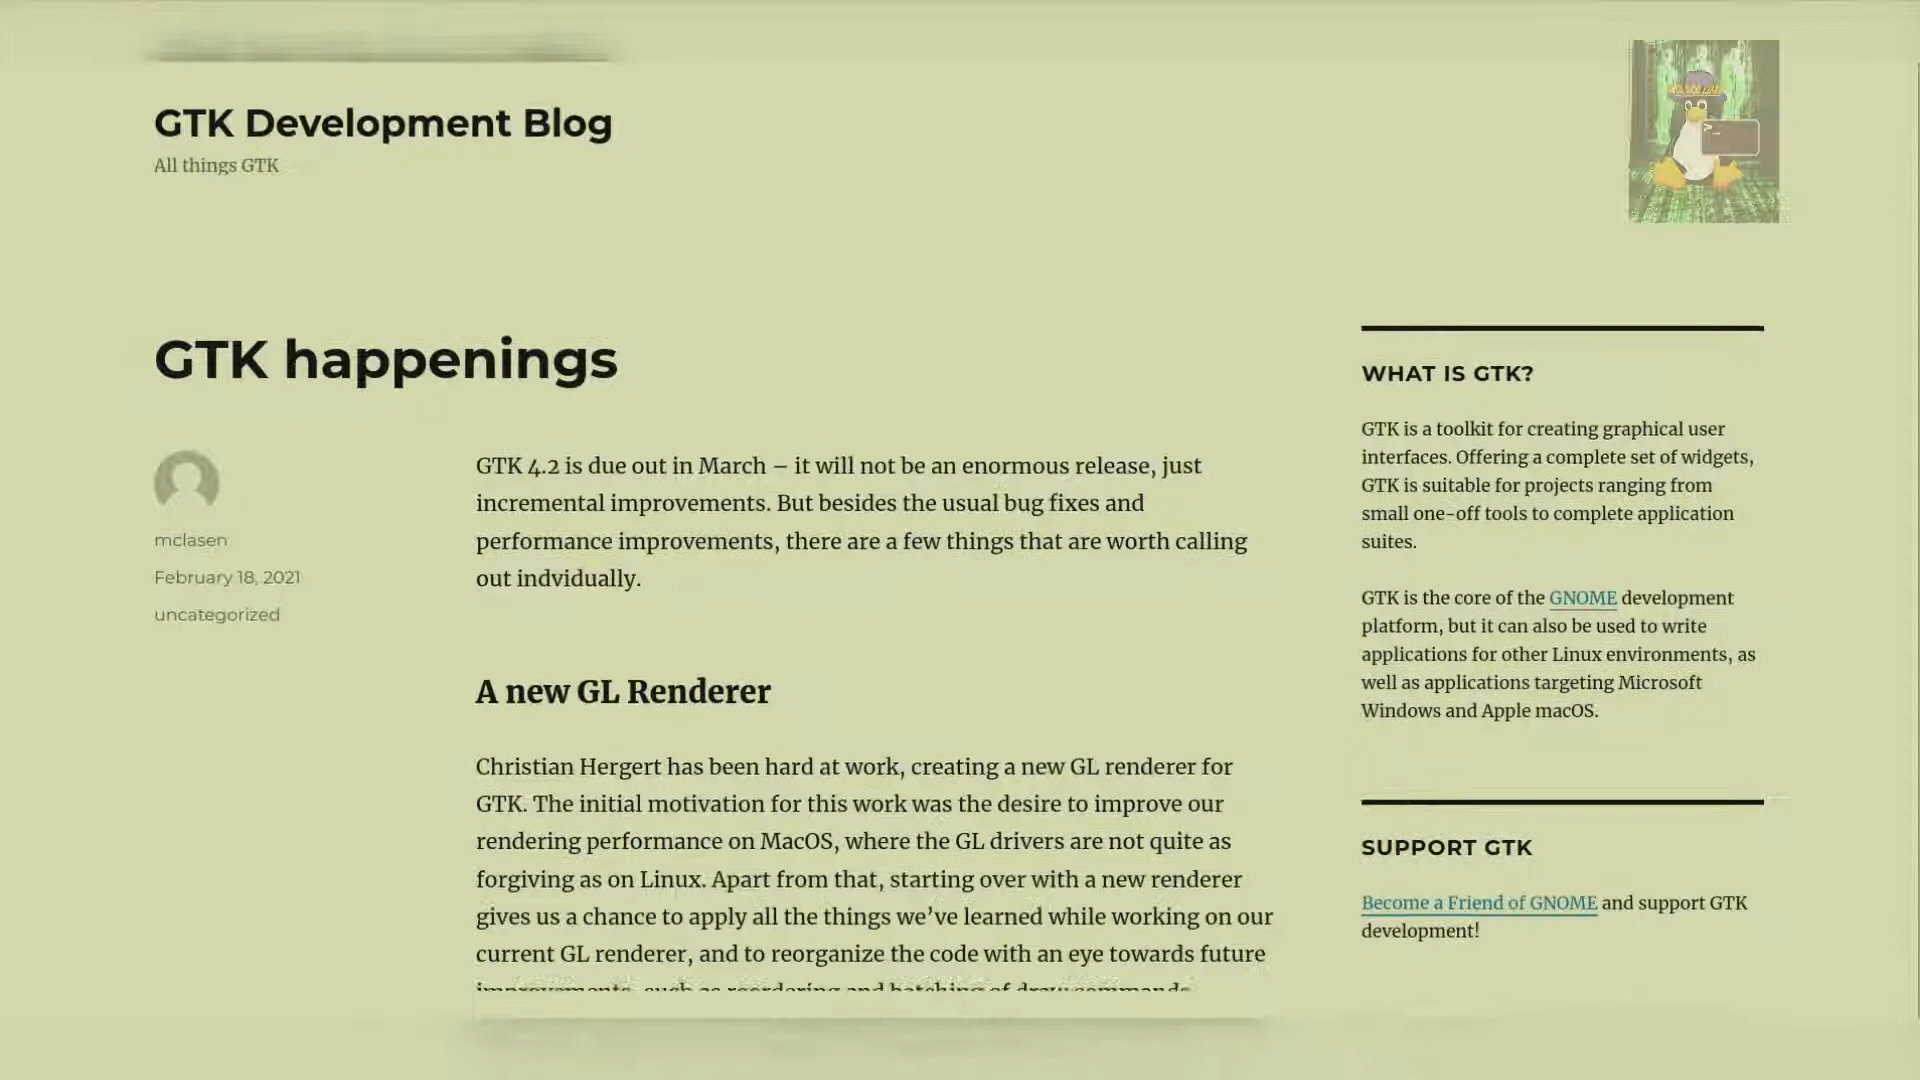 GTK Development Blog
All things GTK
GTK happenings
mclasen
February 18, 2021
uncategorized
GTK 4.2 is due out in March – it will not be an enormous release, just
incremental improvements. But besides the usual bug fixes and
performance improvements, there are a few things that are worth calling
out indvidually.
A new GL Renderer
Christian Hergert has been hard at work, creating a new GL renderer for
GTK. The initial motivation for this work was the desire to improve our
rendering performance on MacOS, where the GL drivers are not quite as
forgiving as on Linux. Apart from that, starting over with a new renderer
gives us a chance to apply all the things we’ve learned while working on our
current GL renderer, and to reorganize the code with an eye towards future
improvements, such as reordering and batching of draw commands.
WHAT IS GTK?
GTK is a toolkit for creating graphical user
interfaces. Offering a complete set of widgets,
GTK is suitable for projects ranging from
small one-off tools to complete application
suites.
GTK is the core of the GNOME development
platform, but it can also be used to write
applications for other Linux environments, as
well as applications targeting Microsoft
Windows and Apple macOS.
SUPPORT GTK
Become a Friend of GNOME and support GTK
development!